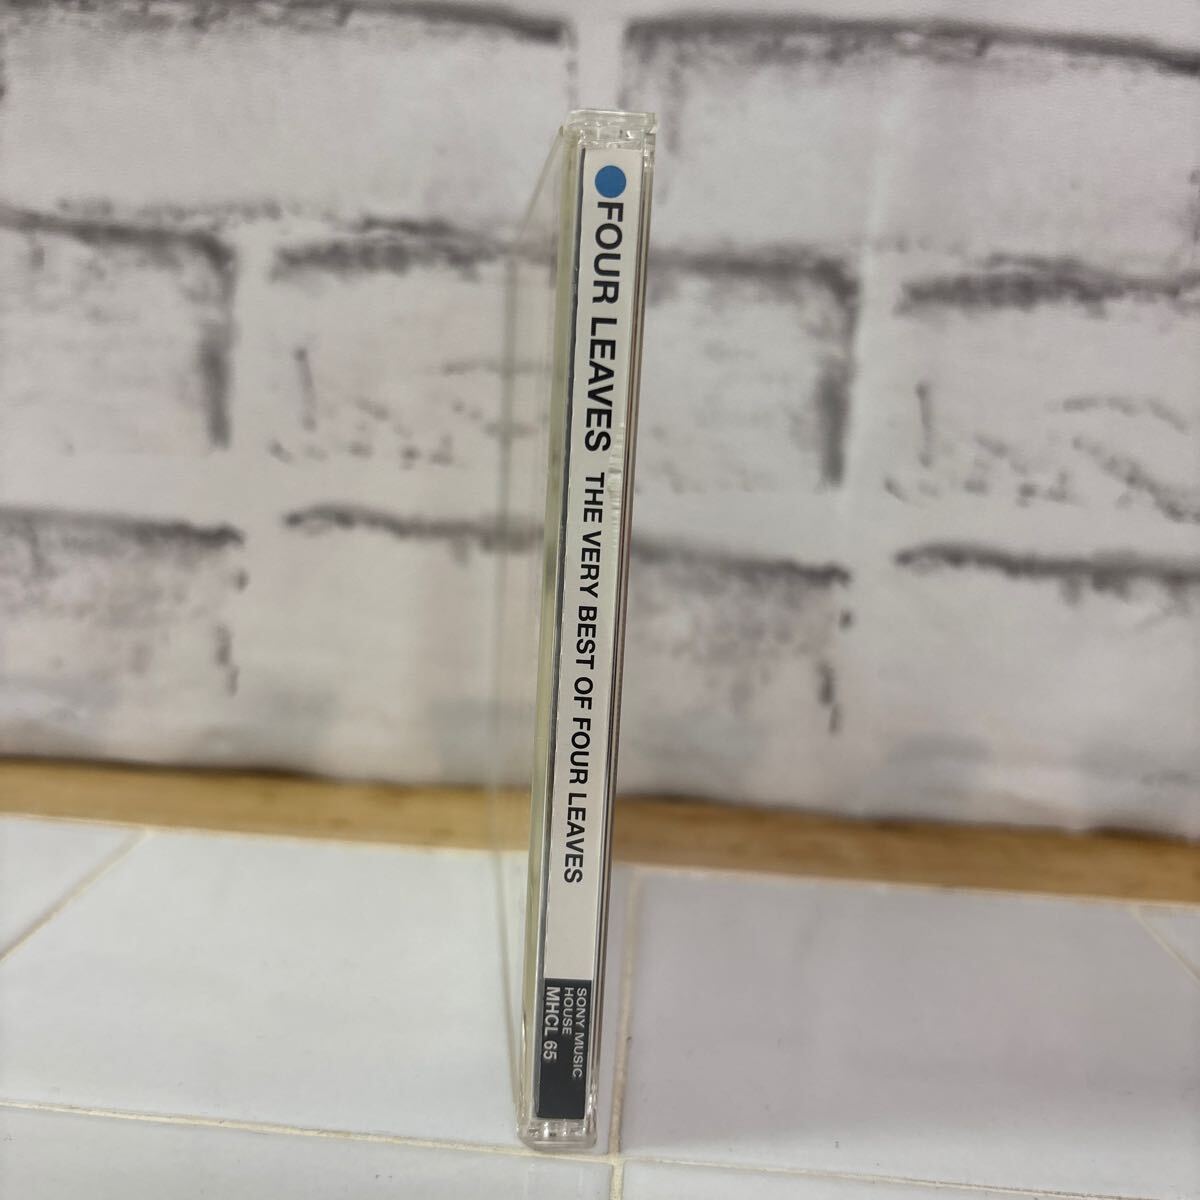 ●FOUR LEAVES THE VERY BEST OF FOUR LEAVES
SONY MUSIC
HOUSE
MHCL 65